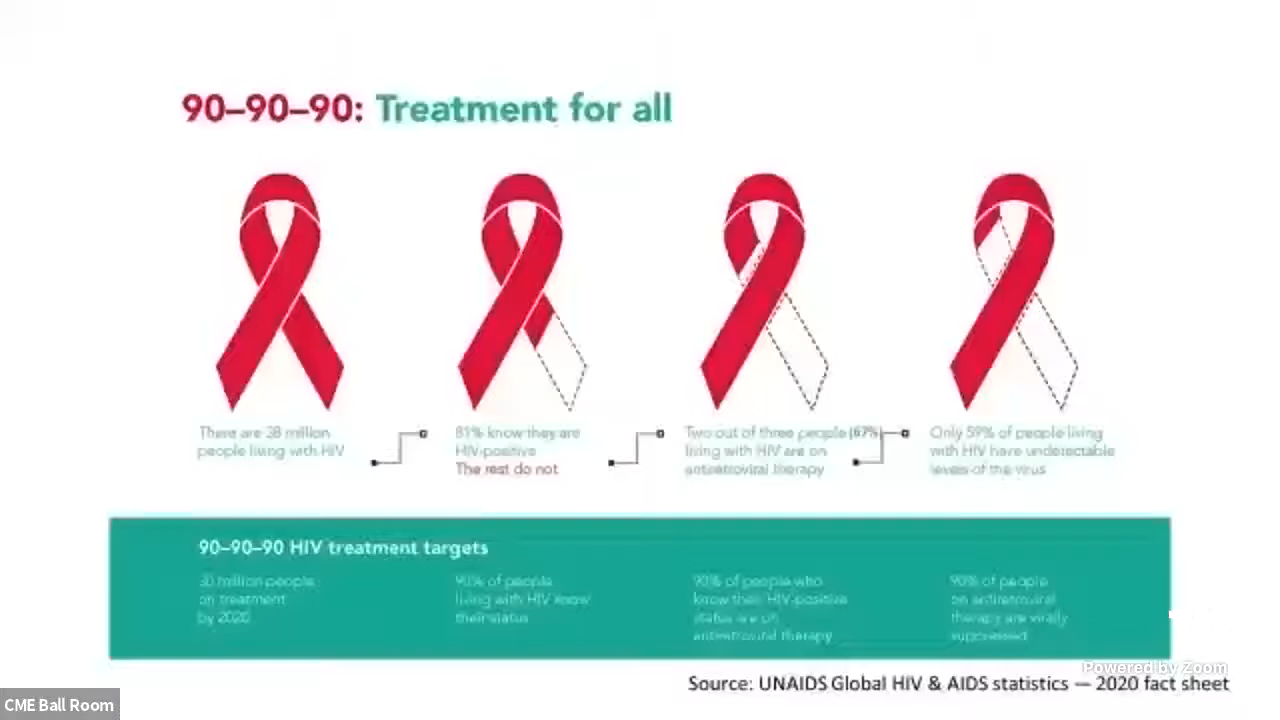 90–90–90: Treatment for all
There are 38 million
people living with HIV
81% know they are
HIV-positive
The rest do not
Two out of three people (67%)
living with HIV are on
antiretroviral therapy
Only 59% of people living
with HIV have undetectable
levels of the virus
90–90–90 HIV treatment targets
30 million people
on treatment
by 2020
90% of people
living with HIV know
their status
90% of people who
know their HIV-positive
status are on
antiretroviral therapy
90% of people
on antiretroviral
therapy are virally
suppressed
Powered by Zoom
Source: UNAIDS Global HIV & AIDS statistics — 2020 fact sheet
CME Ball Room